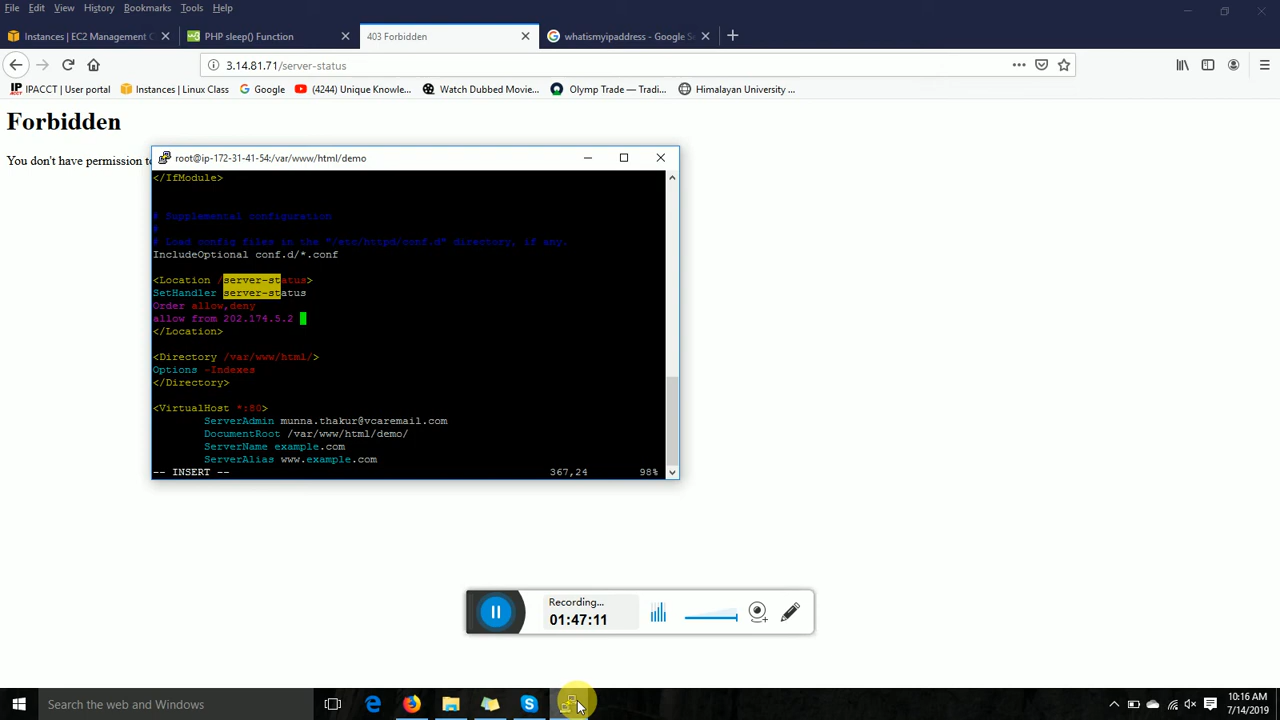 File Edit View History Bookmarks Tools Help
Instances | EC2 Management C
PHP sleep() Function
403 Forbidden
whatismyipaddress - Google Se
3.14.81.71/server-status
IPACCT | User portal
Instances | Linux Class
Google
(4244) Unique Knowle...
Watch Dubbed Movie...
Olymp Trade — Tradi...
Himalayan University ...
Forbidden
You don't have permission to
root@ip-172-31-41-54:/var/www/html/demo
</IfModule>
# Supplemental configuration
#
# Load config files in the "/etc/httpd/conf.d" directory, if any.
IncludeOptional conf.d/*.conf
<Location /server-status>
SetHandler server-status
Order allow,deny
allow from 202.174.5.2
</Location>
<Directory /var/www/html/>
Options -Indexes
</Directory>
<VirtualHost *:80>
ServerAdmin munna.thakur@vcaremail.com
DocumentRoot /var/www/html/demo/
ServerName example.com
ServerAlias www.example.com
-- INSERT -- 367,24 98%
Recording...
01:47:11
Search the web and Windows
10:16 AM
7/14/2019